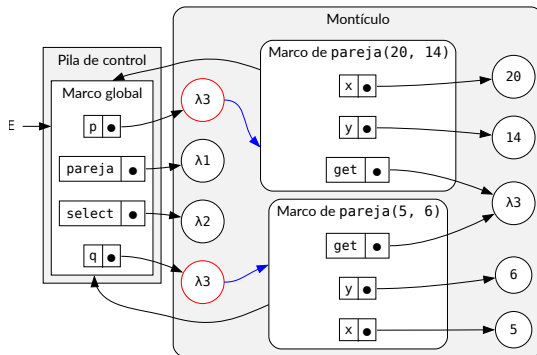 Montículo
Pila de control
Marco global
E
p
pareja
select
q
λ3
λ1
λ2
λ3
Marco de pareja(20, 14)
x
y
get
Marco de pareja(5, 6)
get
y
x
20
14
λ3
6
5